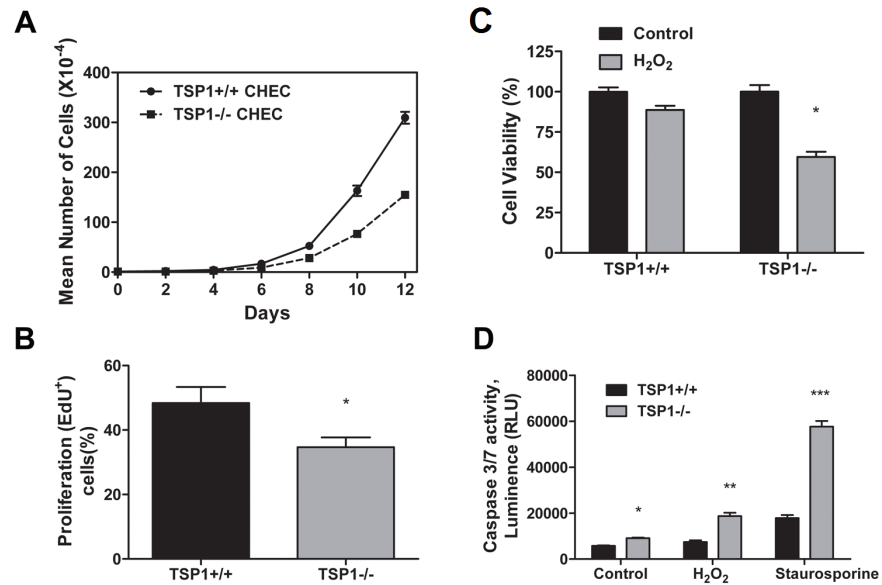 A
Mean Number of Cells (X10⁻⁴)
400
300
200
100
0
TSP1+/+ CHEC
TSP1-/- CHEC
0 2 4 6 8 10 12
Days
B
Proliferation (EdU⁺)
cells(%)
60
40
20
0
*
TSP1+/+ TSP1-/-
C
Control
H₂O₂
Cell Viability (%)
125
100
75
50
25
0
*
TSP1+/+ TSP1-/-
D
Caspase 3/7 activity,
Luminence (RLU)
80000
60000
40000
20000
0
TSP1+/+
TSP1-/-
*
**
***
Control H₂O₂ Staurosporine